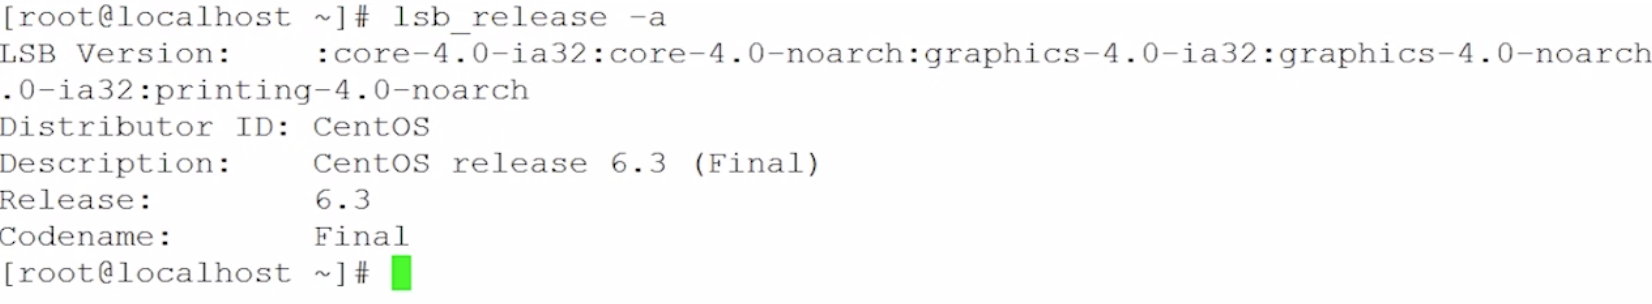 [root@localhost ~]# lsb_release -a
LSB Version:    :core-4.0-ia32:core-4.0-noarch:graphics-4.0-ia32:graphics-4.0-noarch
.0-ia32:printing-4.0-noarch
Distributor ID: CentOS
Description:    CentOS release 6.3 (Final)
Release:        6.3
Codename:       Final
[root@localhost ~]#